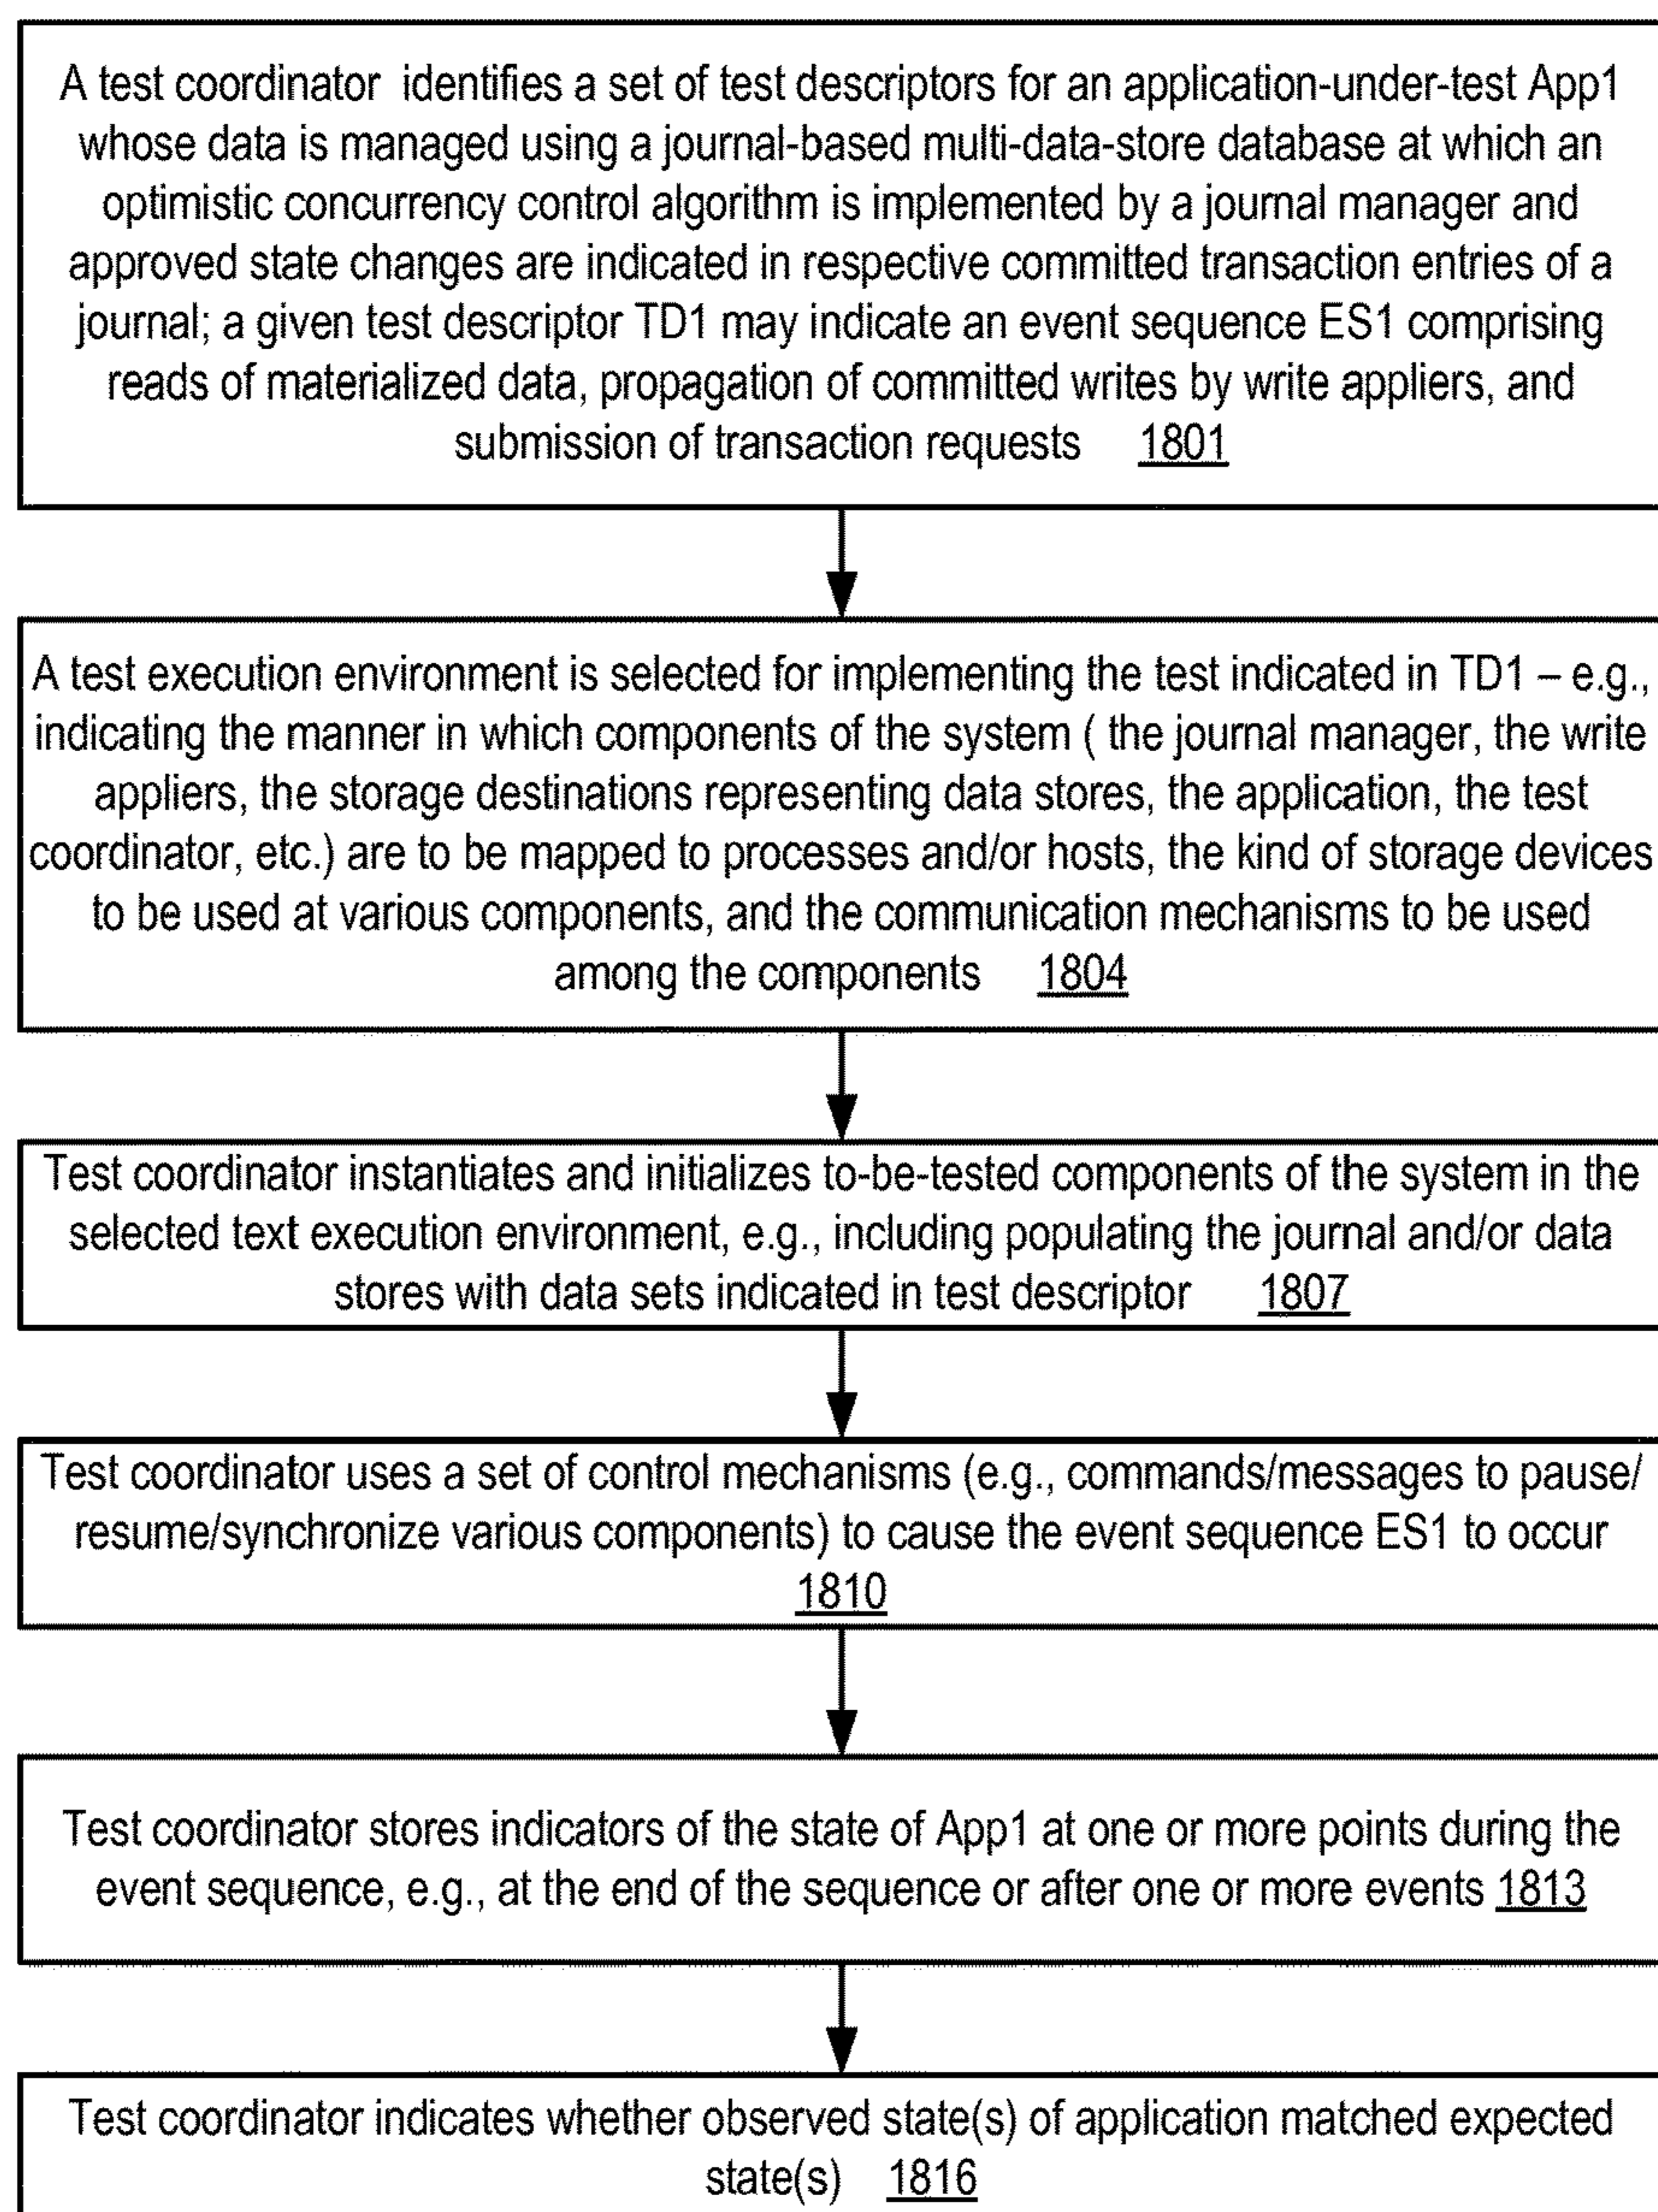 A test coordinator identifies a set of test descriptors for an application-under-test App1
whose data is managed using a journal-based multi-data-store database at which an
optimistic concurrency control algorithm is implemented by a journal manager and
approved state changes are indicated in respective committed transaction entries of a
journal; a given test descriptor TD1 may indicate an event sequence ES1 comprising
reads of materialized data, propagation of committed writes by write appliers, and
submission of transaction requests 1801
A test execution environment is selected for implementing the test indicated in TD1 – e.g.,
indicating the manner in which components of the system ( the journal manager, the write
appliers, the storage destinations representing data stores, the application, the test
coordinator, etc.) are to be mapped to processes and/or hosts, the kind of storage devices
to be used at various components, and the communication mechanisms to be used
among the components 1804
Test coordinator instantiates and initializes to-be-tested components of the system in the
selected text execution environment, e.g., including populating the journal and/or data
stores with data sets indicated in test descriptor 1807
Test coordinator uses a set of control mechanisms (e.g., commands/messages to pause/
resume/synchronize various components) to cause the event sequence ES1 to occur
1810
Test coordinator stores indicators of the state of App1 at one or more points during the
event sequence, e.g., at the end of the sequence or after one or more events 1813
Test coordinator indicates whether observed state(s) of application matched expected
state(s) 1816